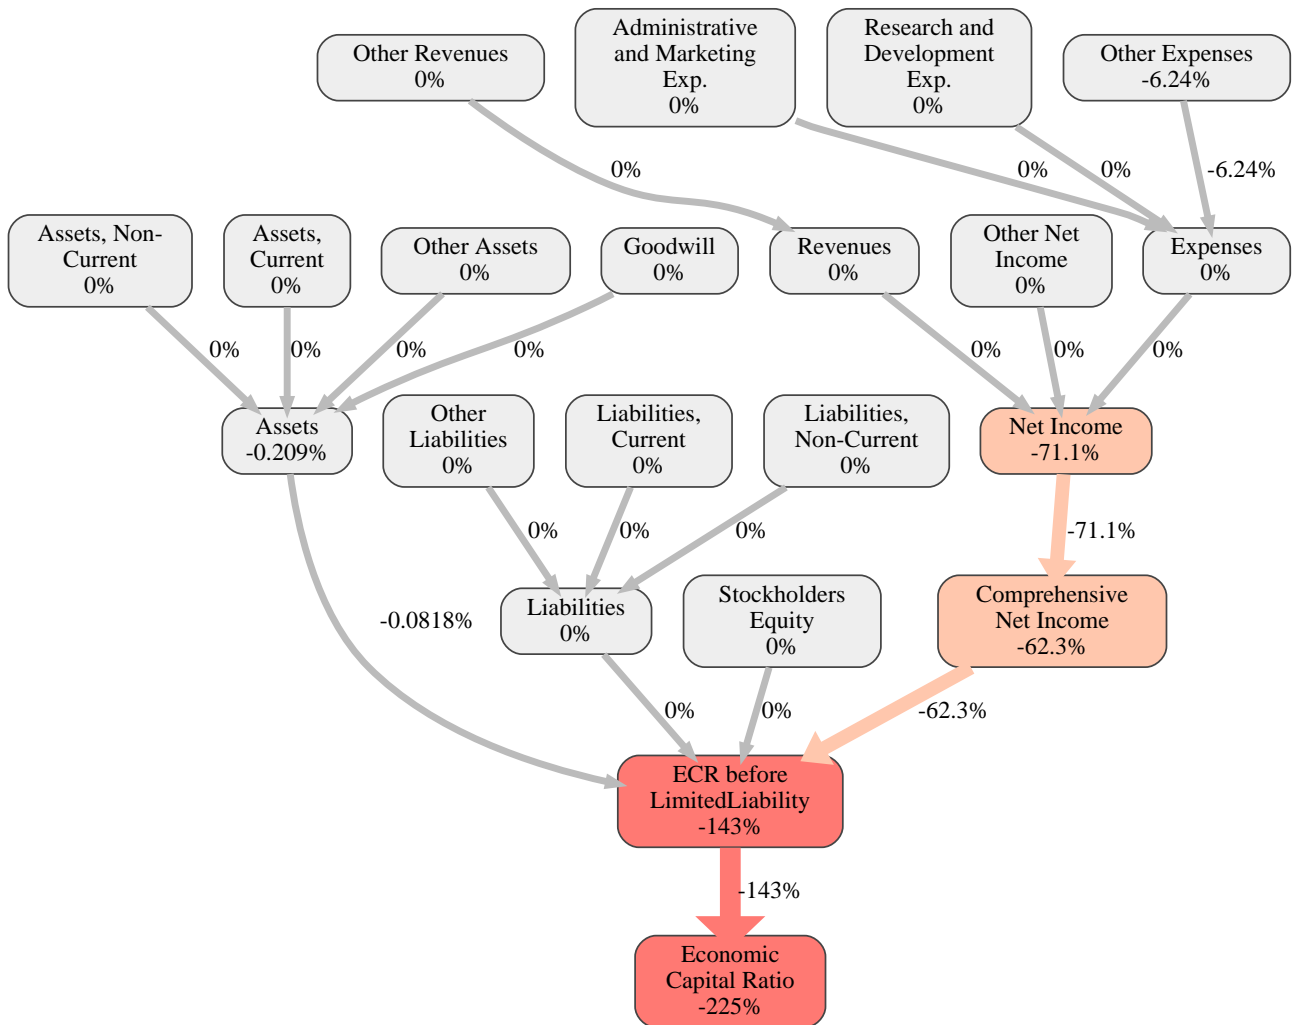 Other Revenues
0%
Administrative
and Marketing
Exp.
0%
Research and
Development
Exp.
0%
Other Expenses
-6.24%
0%
0%
0%
-6.24%
Assets, Non-
Current
0%
Assets,
Current
0%
Other Assets
0%
Goodwill
0%
Revenues
0%
Other Net
Income
0%
Expenses
0%
0%
0%
0%
0%
0%
0%
0%
Assets
-0.209%
Other
Liabilities
0%
Liabilities,
Current
0%
Liabilities,
Non-Current
0%
Net Income
-71.1%
0%
0%
0%
-71.1%
-0.0818%
Liabilities
0%
Stockholders
Equity
0%
Comprehensive
Net Income
-62.3%
0%
0%
-62.3%
ECR before
LimitedLiability
-143%
-143%
Economic
Capital Ratio
-225%